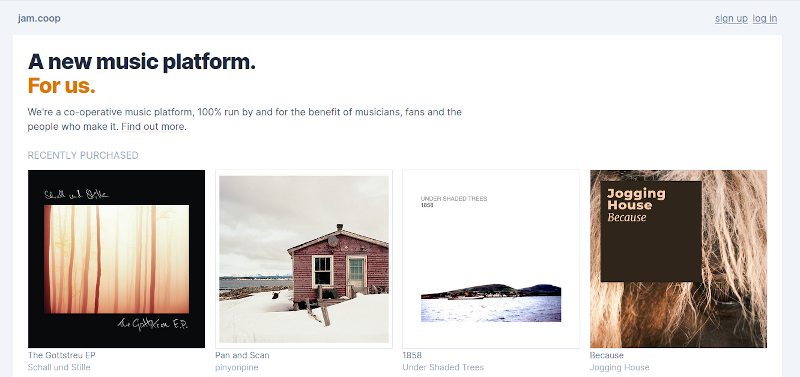 jam.coop
sign up log in
A new music platform.
For us.
We're a co-operative music platform, 100% run by and for the benefit of musicians, fans and the
people who make it. Find out more.
RECENTLY PURCHASED
Schall und Stille
The Gottstreu E.P.
UNDER SHADED TREES
1858
Jogging
House
Because
The Gottstreu EP
Schall und Stille
Pan and Scan
pinyonpine
1858
Under Shaded Trees
Because
Jogging House